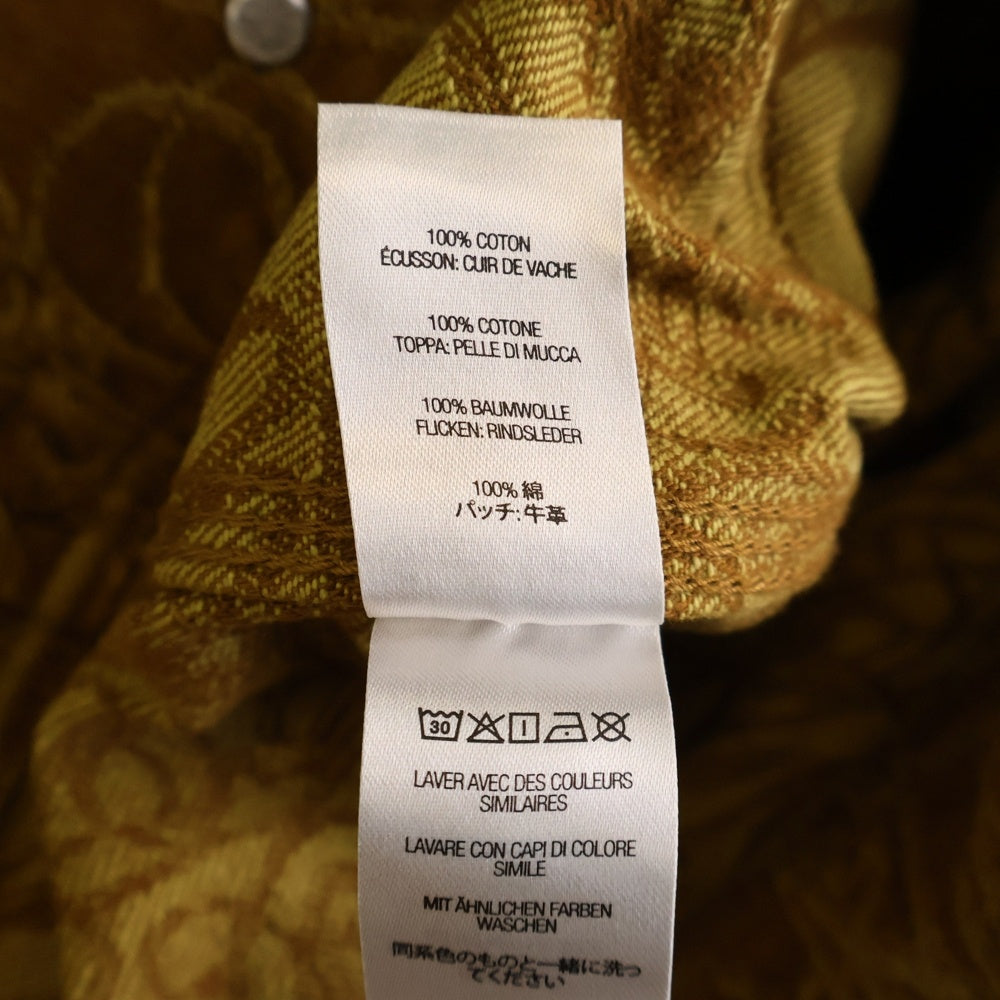 100% COTON
ÉCUSSON: CUIR DE VACHE
100% COTONE
TOPPA: PELLE DI MUCCA
100% BAUMWOLLE
FLICKEN: RINDSLEDER
100% 綿
パッチ: 牛革
30
LAVER AVEC DES COULEURS
SIMILAIRES
LAVARE CON CAPI DI COLORE
SIMILE
MIT ÄHNLICHEN FARBEN
WASCHEN
同系色のものと一緒に洗っ
てください